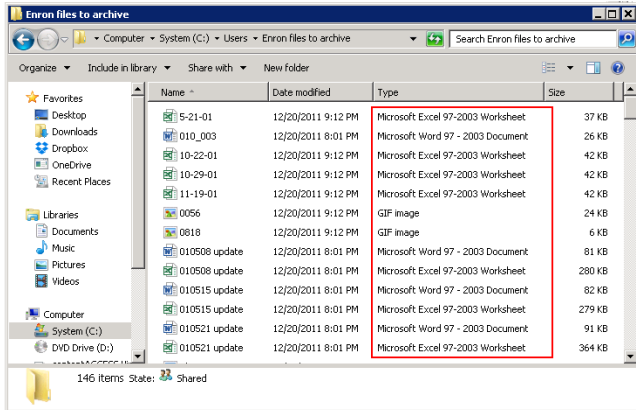 Enron files to archive
Computer System (C:) Users Enron files to archive Search Enron files to archive
Organize Include in library Share with New folder
Favorites
Desktop
Downloads
Dropbox
OneDrive
Recent Places
Libraries
Documents
Music
Pictures
Videos
Computer
System (C:)
DVD Drive (D:)
Name Date modified Type Size
5-21-01 12/20/2011 9:12 PM Microsoft Excel 97-2003 Worksheet 37 KB
010_003 12/20/2011 8:01 PM Microsoft Word 97 - 2003 Document 26 KB
10-22-01 12/20/2011 9:12 PM Microsoft Excel 97-2003 Worksheet 42 KB
10-29-01 12/20/2011 9:12 PM Microsoft Excel 97-2003 Worksheet 42 KB
11-19-01 12/20/2011 9:12 PM Microsoft Excel 97-2003 Worksheet 42 KB
0056 12/20/2011 9:12 PM GIF image 24 KB
0818 12/20/2011 9:12 PM GIF image 6 KB
010508 update 12/20/2011 8:01 PM Microsoft Word 97 - 2003 Document 81 KB
010508 update 12/20/2011 8:01 PM Microsoft Excel 97-2003 Worksheet 280 KB
010515 update 12/20/2011 8:01 PM Microsoft Word 97 - 2003 Document 82 KB
010515 update 12/20/2011 8:01 PM Microsoft Excel 97-2003 Worksheet 279 KB
010521 update 12/20/2011 8:01 PM Microsoft Word 97 - 2003 Document 91 KB
010521 update 12/20/2011 8:01 PM Microsoft Excel 97-2003 Worksheet 364 KB
146 items State: Shared